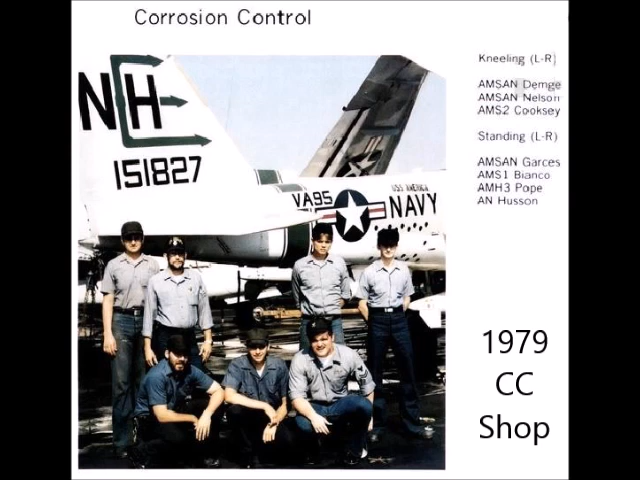 Corrosion Control
Kneeling (L-R)
AMSAN Demge
AMSAN Nelson
AMS2 Cooksey
Standing (L-R)
AMSAN Garces
AMS1 Bianco
AMH3 Pope
AN Husson
NH
151827
VA95
USS AMERICA
NAVY
1979
CC
Shop